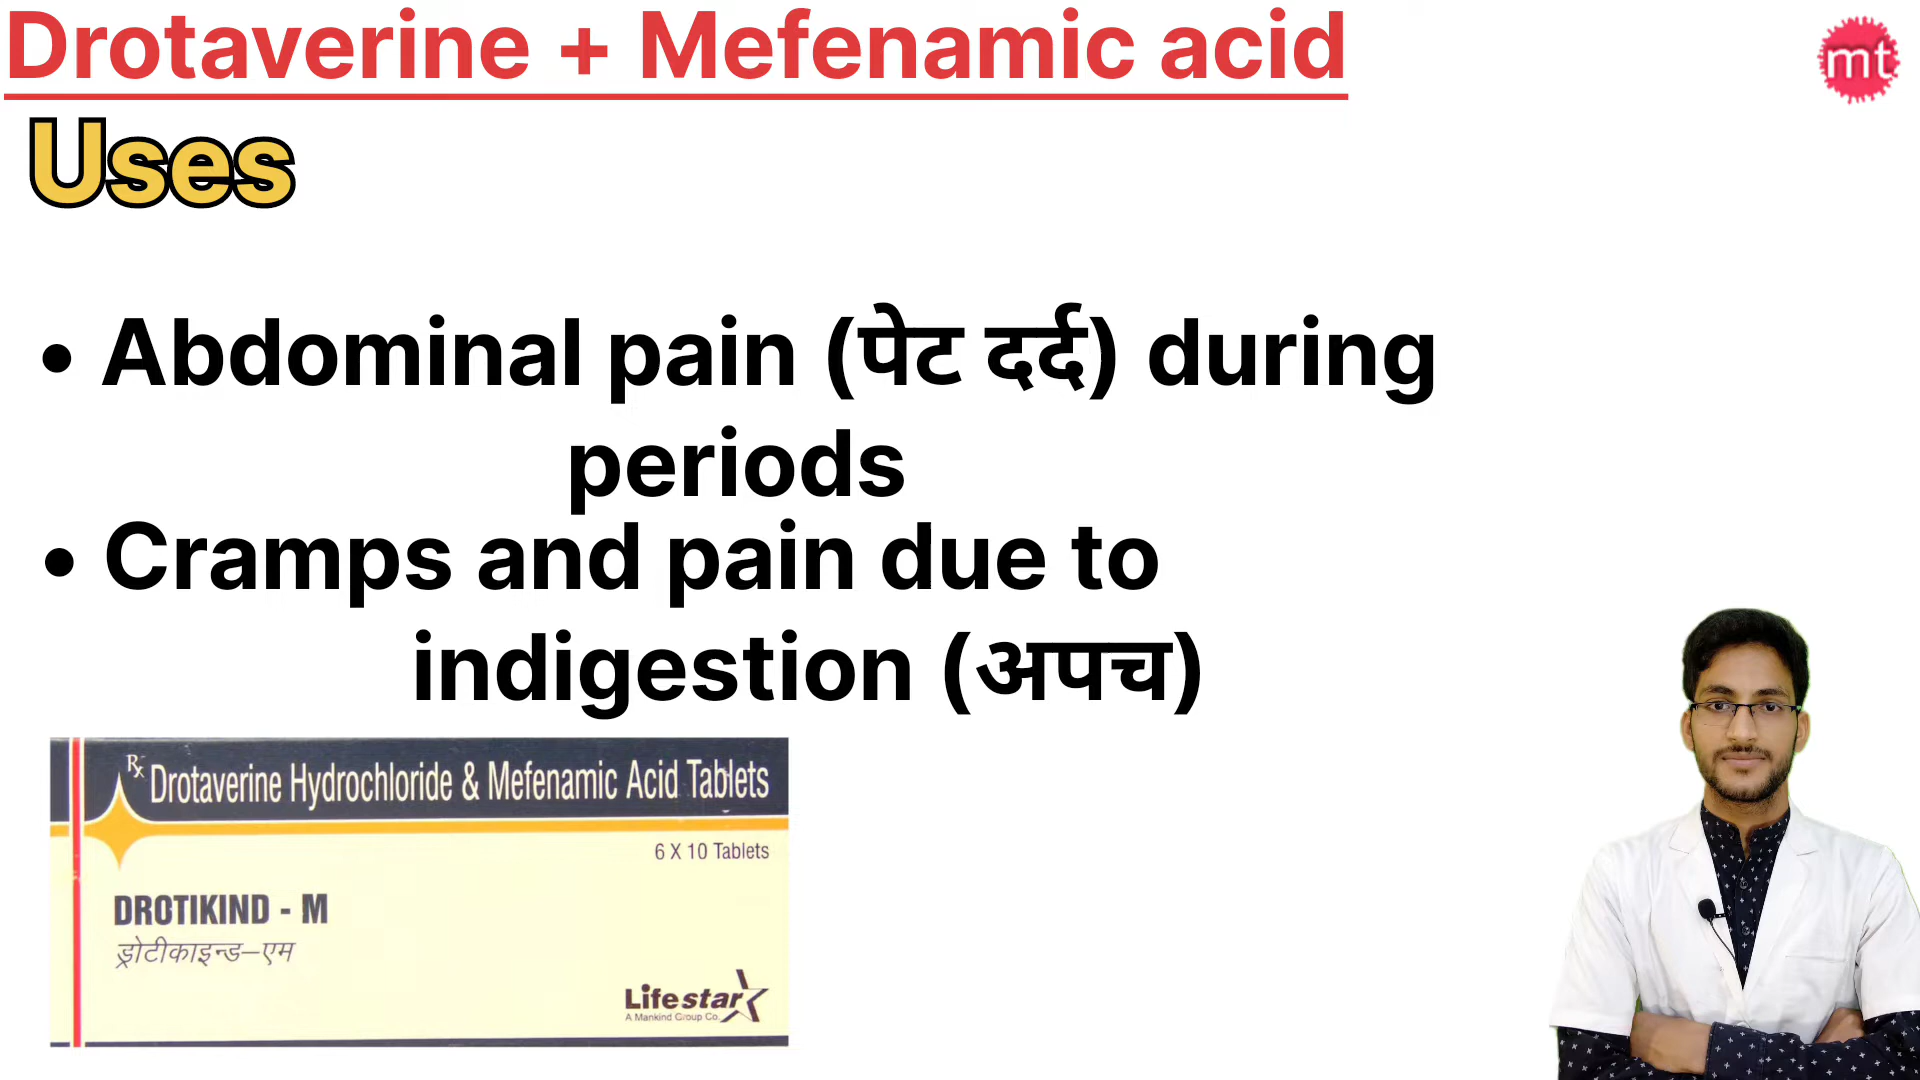 Drotaverine + Mefenamic acid
mt
Uses
• Abdominal pain (पेट दर्द) during
periods
• Cramps and pain due to
indigestion (अपच)
Rx Drotaverine Hydrochloride & Mefenamic Acid Tablets
6 X 10 Tablets
DROTIKIND - M
ड्रोटीकाइन्ड–एम
Lifestar
A Mankind Group Co.